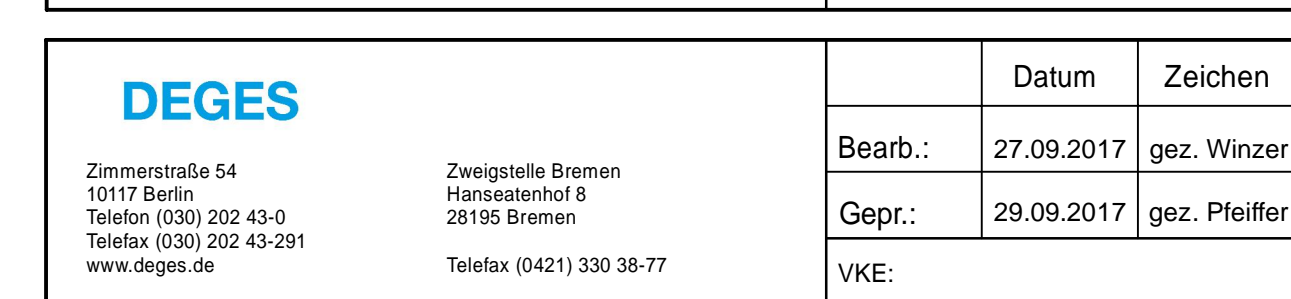 DEGES
Zimmerstraße 54
10117 Berlin
Telefon (030) 202 43-0
Telefax (030) 202 43-291
www.deges.de
Zweigstelle Bremen
Hanseatenhof 8
28195 Bremen
Telefax (0421) 330 38-77
Datum Zeichen
Bearb.: 27.09.2017 gez. Winzer
Gepr.: 29.09.2017 gez. Pfeiffer
VKE: